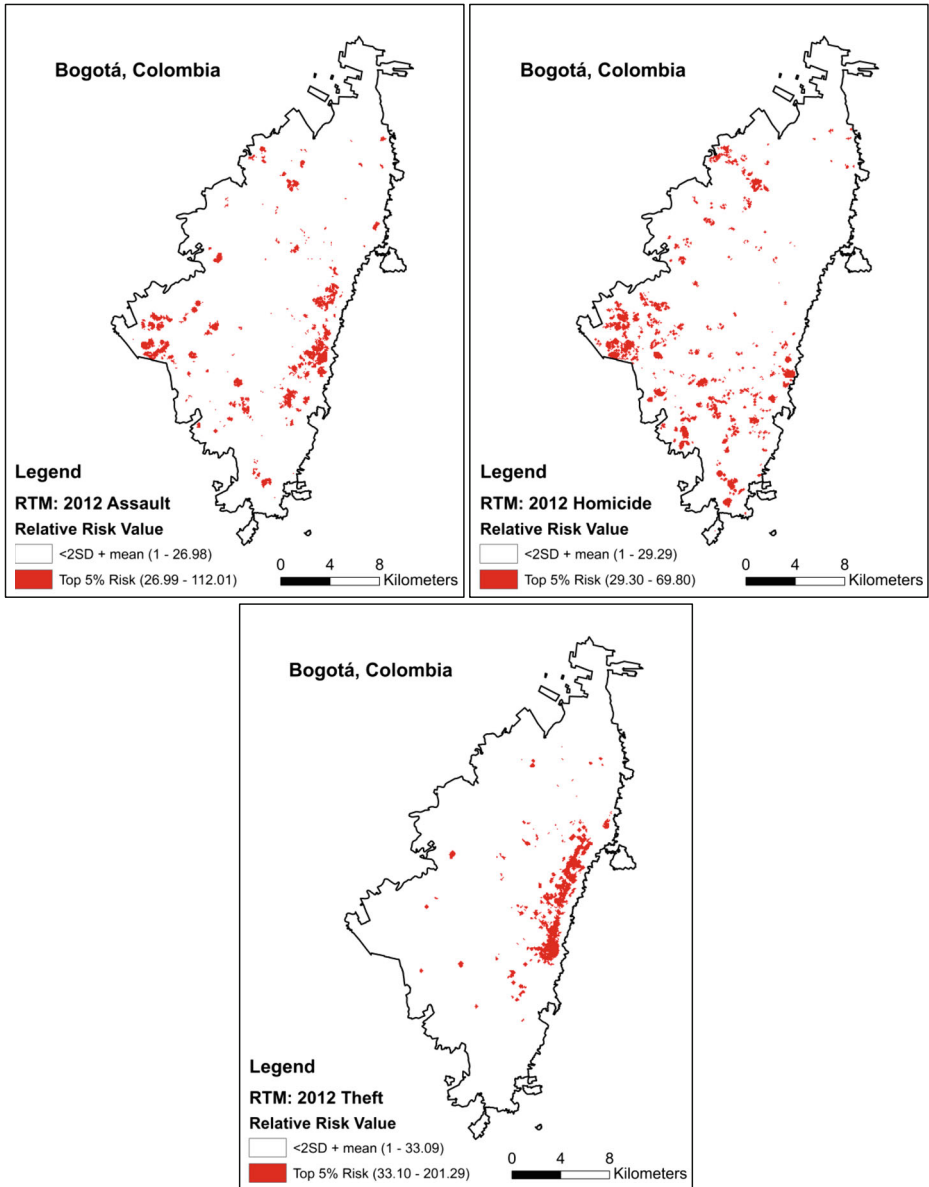 Bogotá, Colombia
Legend
RTM: 2012 Assault
Relative Risk Value
<2SD + mean (1 - 26.98)
Top 5% Risk (26.99 - 112.01)
0 4 8
Kilometers
Bogotá, Colombia
Legend
RTM: 2012 Homicide
Relative Risk Value
<2SD + mean (1 - 29.29)
Top 5% Risk (29.30 - 69.80)
0 4 8
Kilometers
Bogotá, Colombia
Legend
RTM: 2012 Theft
Relative Risk Value
<2SD + mean (1 - 33.09)
Top 5% Risk (33.10 - 201.29)
0 4 8
Kilometers